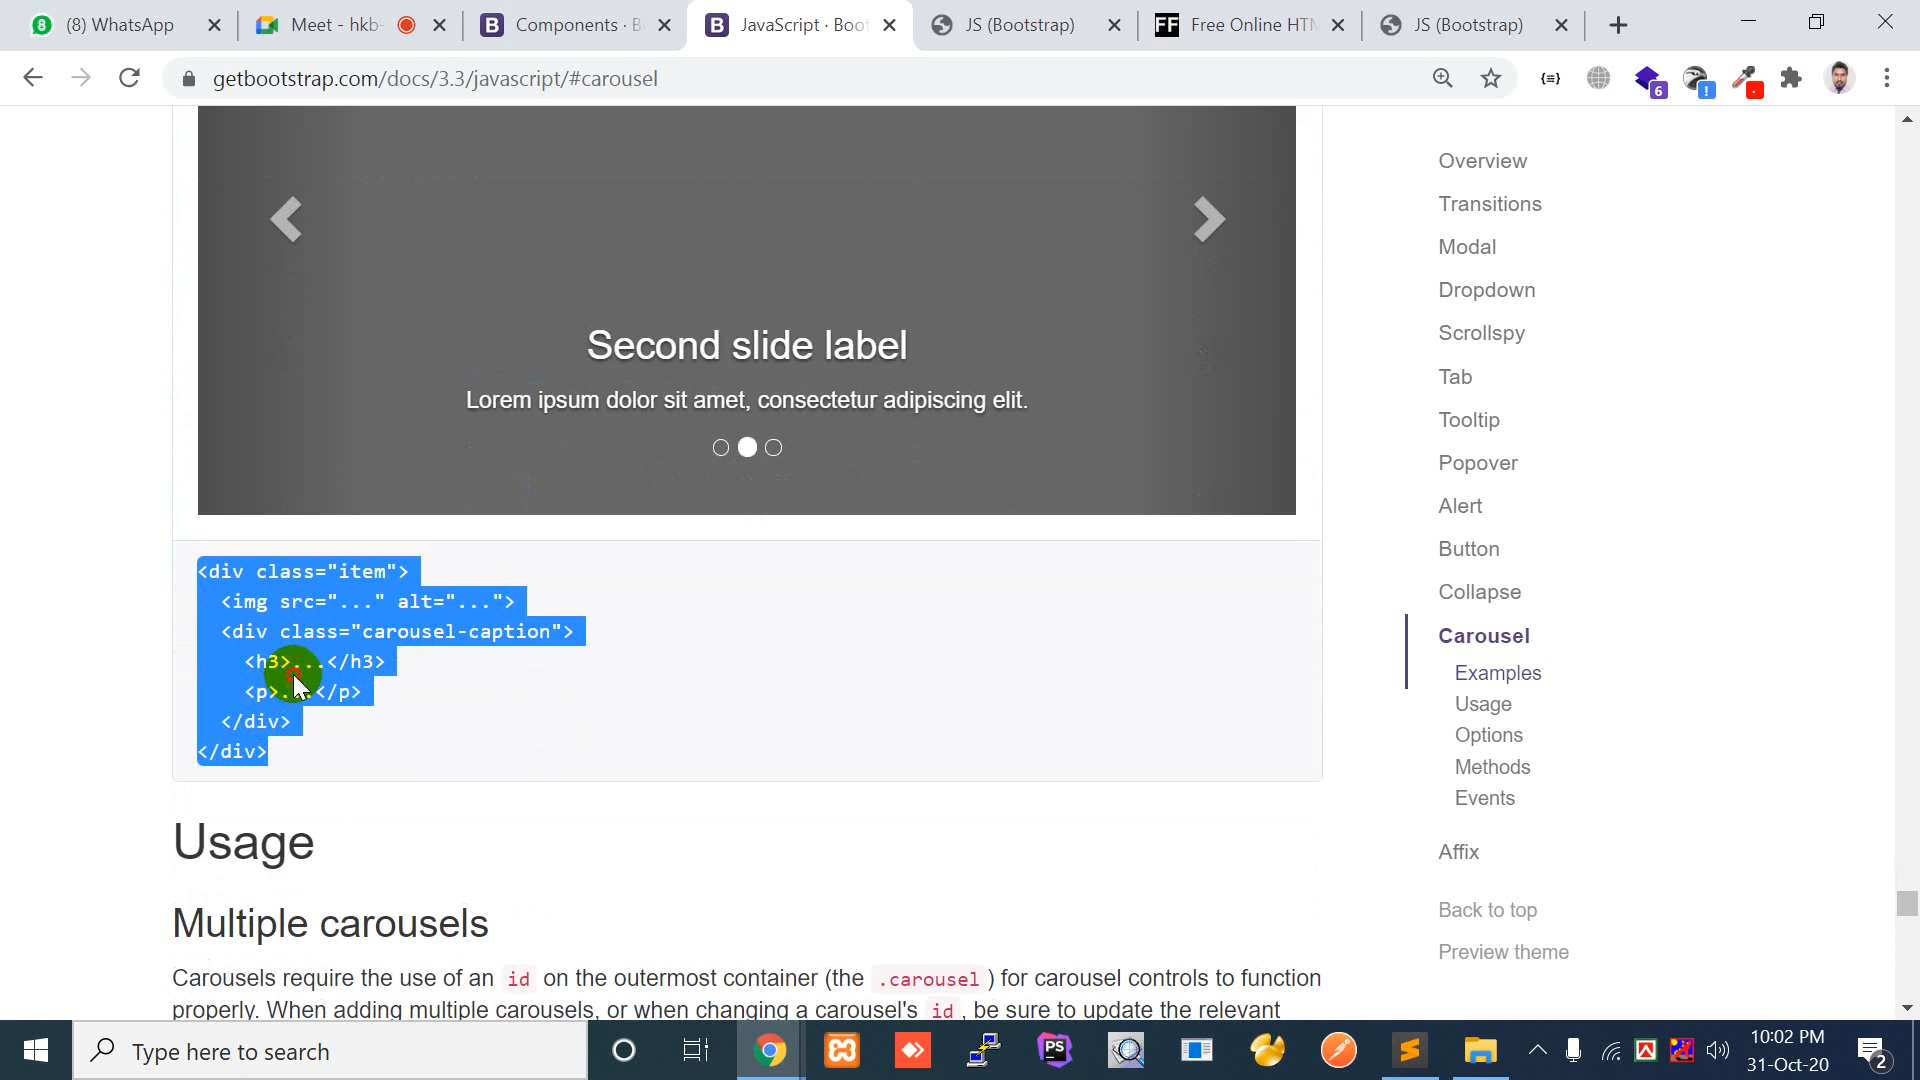 (8) WhatsApp
Meet - hkb-
Components · B
JavaScript · Boot
JS (Bootstrap)
FF Free Online HTM
JS (Bootstrap)
getbootstrap.com/docs/3.3/javascript/#carousel
6
!
Second slide label
Lorem ipsum dolor sit amet, consectetur adipiscing elit.
<div class="item">
<img src="..." alt="...">
<div class="carousel-caption">
<h3>...</h3>
<p>...</p>
</div>
</div>
Usage
Multiple carousels
Carousels require the use of an id on the outermost container (the .carousel ) for carousel controls to function
properly. When adding multiple carousels, or when changing a carousel's id , be sure to update the relevant
Overview
Transitions
Modal
Dropdown
Scrollspy
Tab
Tooltip
Popover
Alert
Button
Collapse
Carousel
Examples
Usage
Options
Methods
Events
Affix
Back to top
Preview theme
Type here to search
PS
10:02 PM
31-Oct-20
2